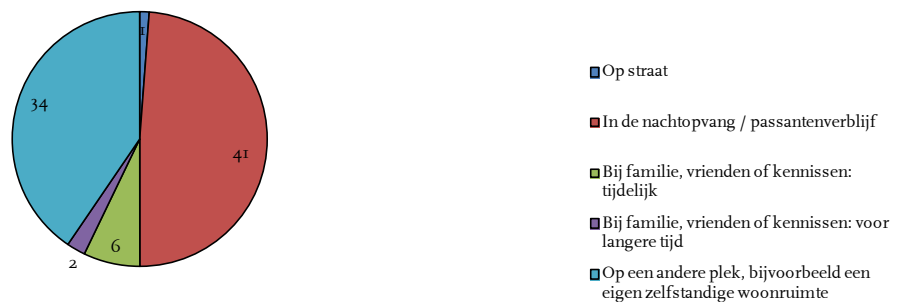 1
34
41
6
2
Op straat
In de nachtopvang / passantenverblijf
Bij familie, vrienden of kennissen:
tijdelijk
Bij familie, vrienden of kennissen: voor
langere tijd
Op een andere plek, bijvoorbeeld een
eigen zelfstandige woonruimte